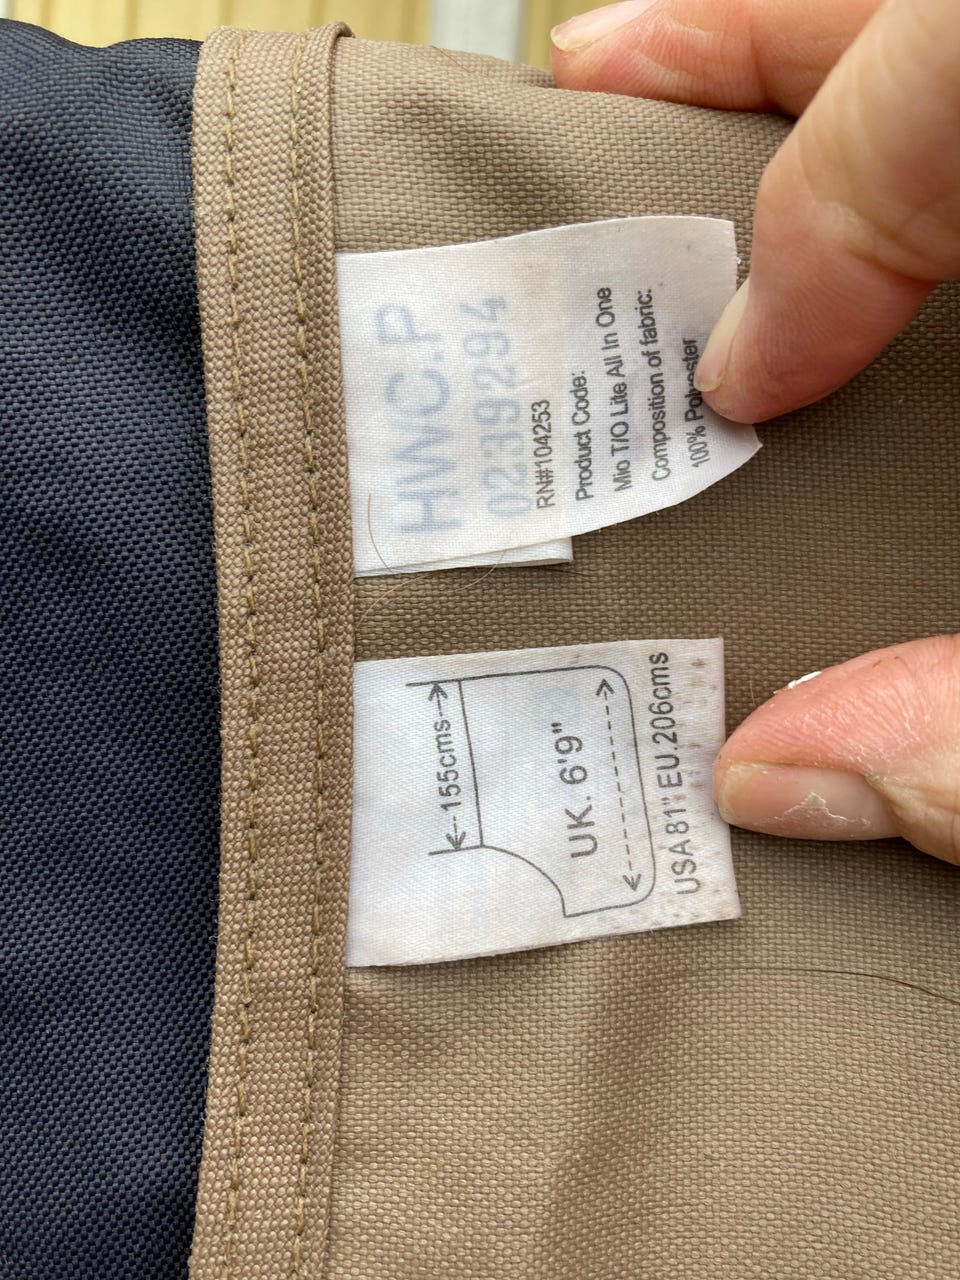 HWC.P
02392294
RN#104253
Product Code:
Mio T/O Lite All In One
Composition of fabric:
100% Polyester
155cms
UK. 6'9"
USA 81" EU.206cms